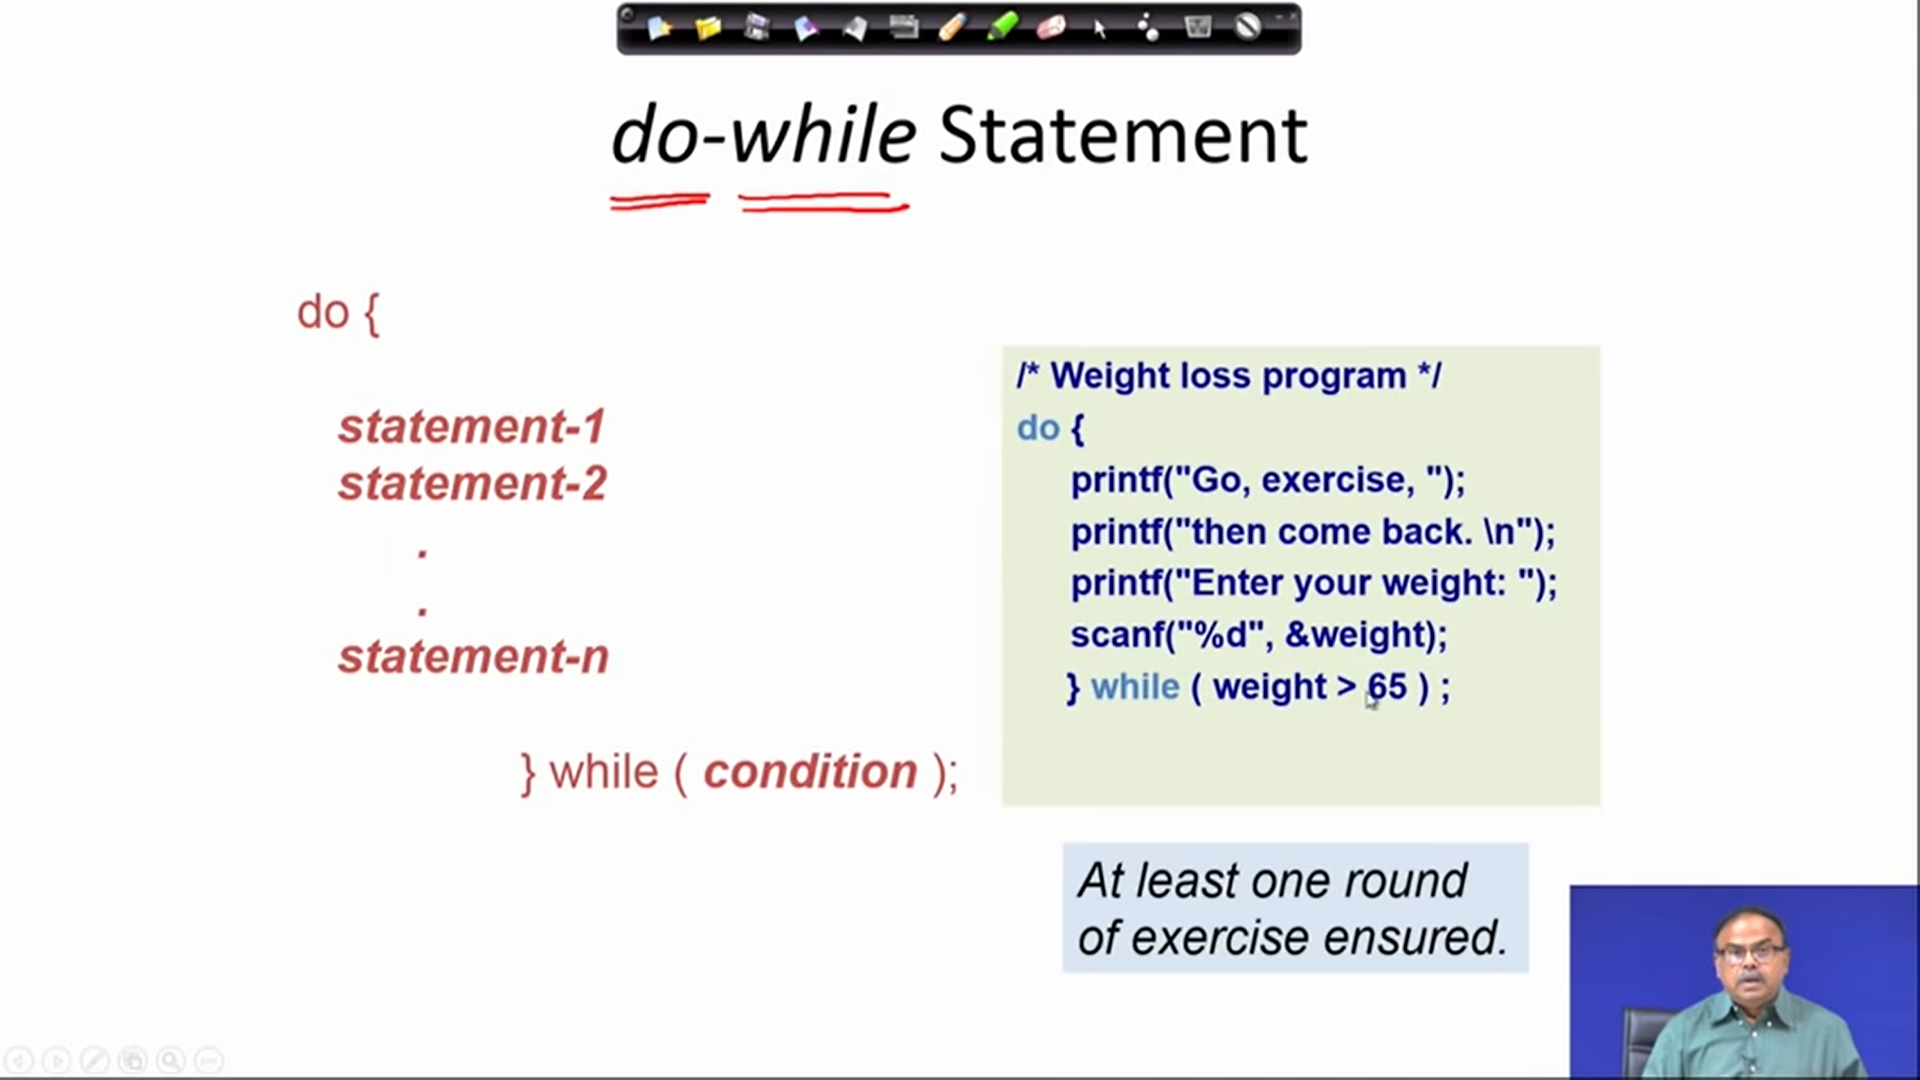 do-while Statement
do {
statement-1
statement-2
.
.
statement-n
} while ( condition );
/* Weight loss program */
do {
printf("Go, exercise, ");
printf("then come back. \n");
printf("Enter your weight: ");
scanf("%d", &weight);
} while ( weight > 65 ) ;
At least one round
of exercise ensured.